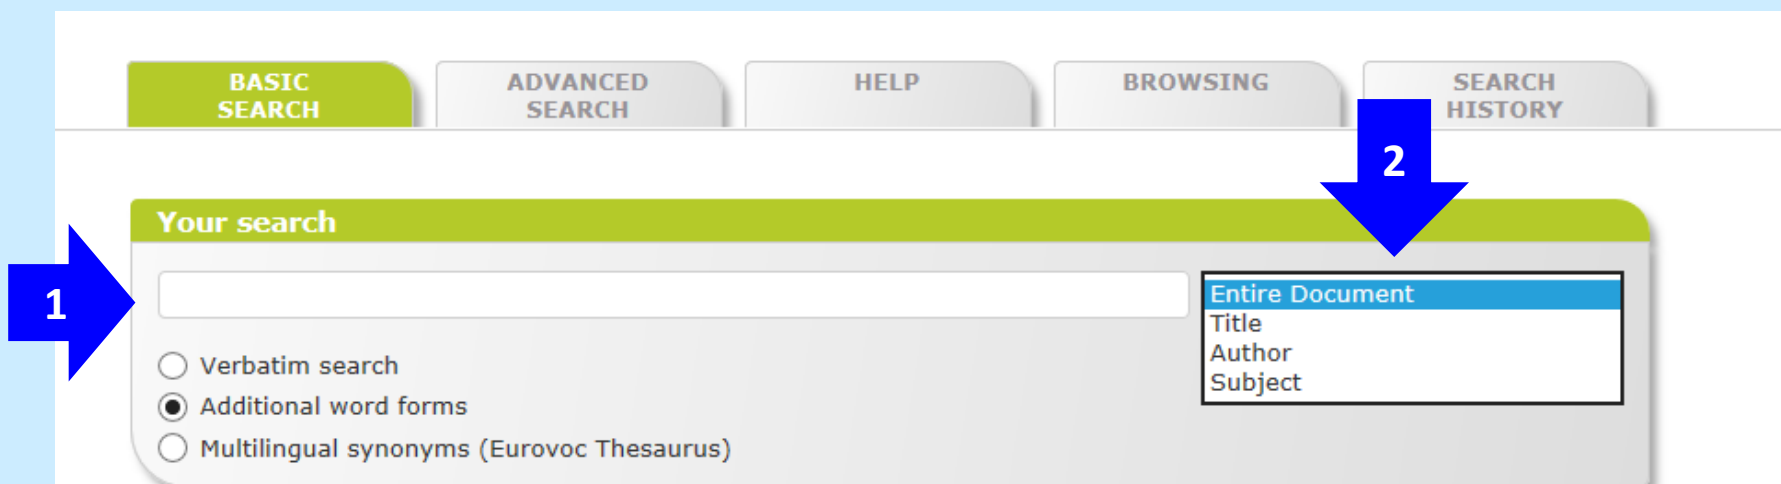 BASIC
SEARCH
ADVANCED
SEARCH
HELP
BROWSING
SEARCH
HISTORY
2
Your search
1
Entire Document
Title
Author
Subject
Verbatim search
Additional word forms
Multilingual synonyms (Eurovoc Thesaurus)